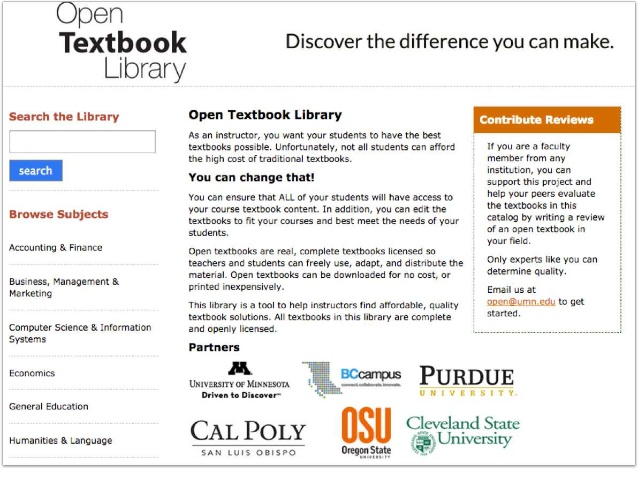 Open
Textbook
Library
Discover the difference you can make.
Search the Library
search
Browse Subjects
Accounting & Finance
Business, Management &
Marketing
Computer Science & Information
Systems
Economics
General Education
Humanities & Language
Open Textbook Library
As an instructor, you want your students to have the best
textbooks possible. Unfortunately, not all students can afford
the high cost of traditional textbooks.
You can change that!
You can ensure that ALL of your students will have access to
your course textbook content. In addition, you can edit the
textbooks to fit your courses and best meet the needs of your
students.
Open textbooks are real, complete textbooks licensed so
teachers and students can freely use, adapt, and distribute the
material. Open textbooks can be downloaded for no cost, or
printed inexpensively.
This library is a tool to help instructors find affordable, quality
textbook solutions. All textbooks in this library are complete
and openly licensed.
Partners
M
UNIVERSITY OF MINNESOTA
Driven to Discover℠
BCcampus
connect.collaborate.innovate.
PURDUE
UNIVERSITY
CAL POLY
SAN LUIS OBISPO
OSU
Oregon State
UNIVERSITY
Cleveland State
University
Contribute Reviews
If you are a faculty
member from any
institution, you can
support this project and
help your peers evaluate
the textbooks in this
catalog by writing a review
of an open textbook in
your field.
Only experts like you can
determine quality.
Email us at
open@umn.edu to get
started.